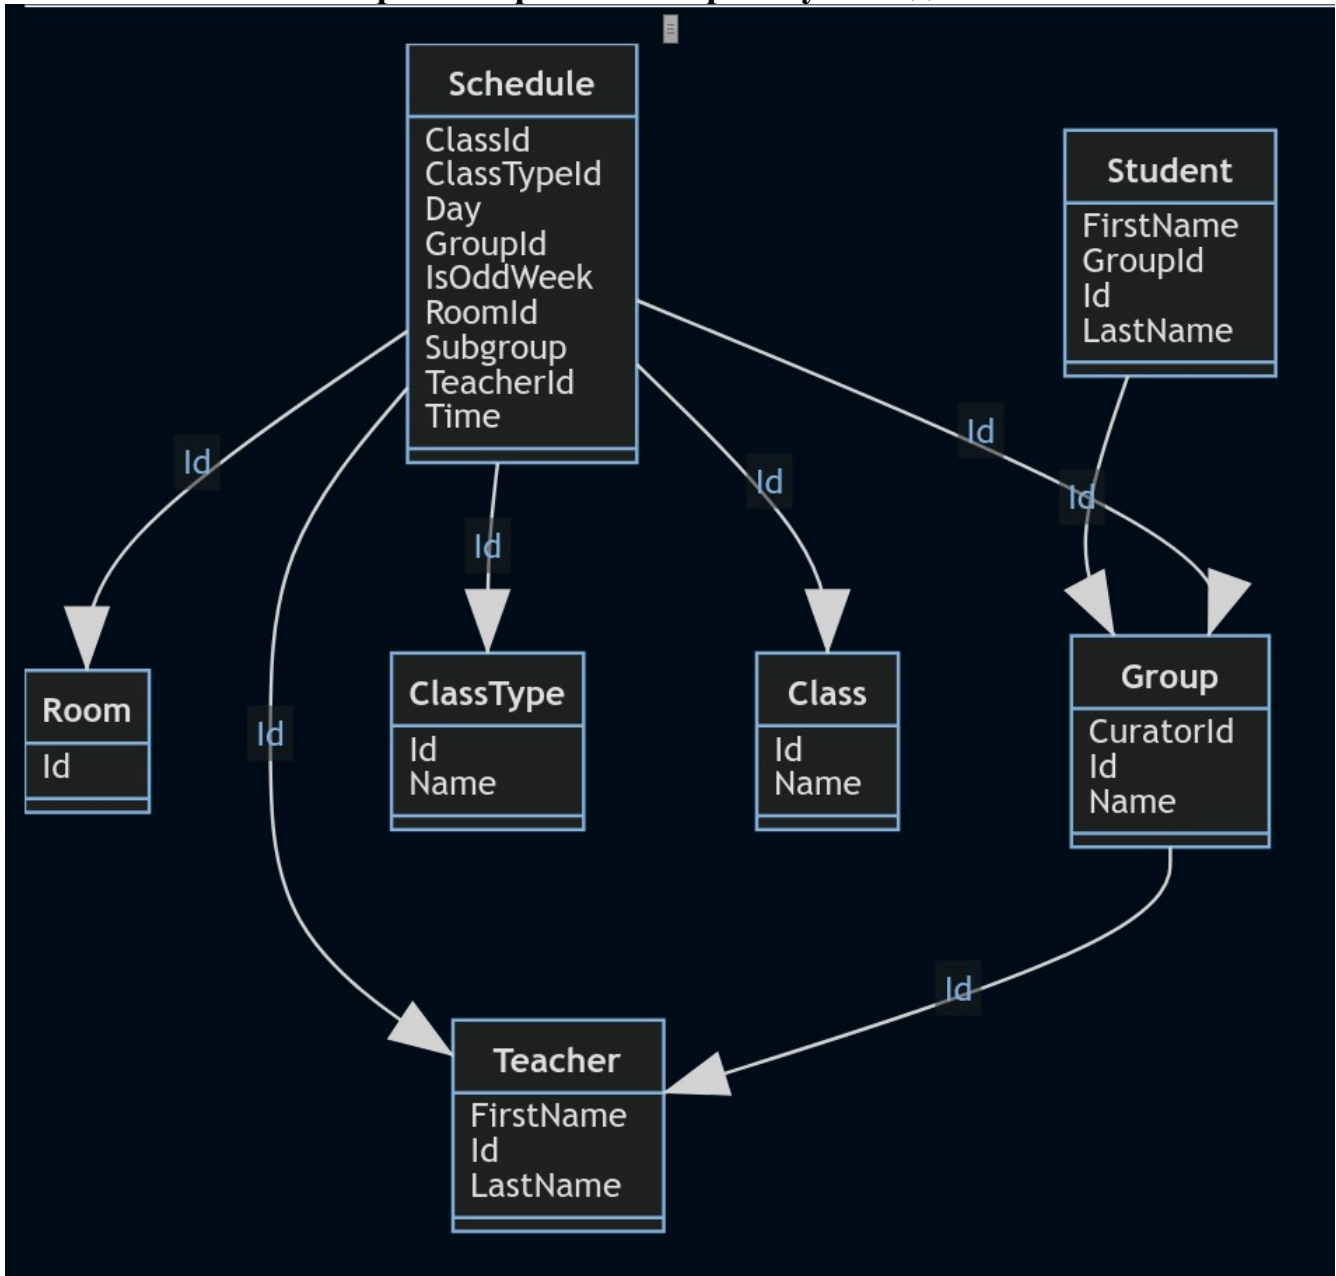 Schedule
ClassId
ClassTypeId
Day
GroupId
IsOddWeek
RoomId
Subgroup
TeacherId
Time
Student
FirstName
GroupId
Id
LastName
Id
Id
Id
Id
Id
Id
Room
Id
ClassType
Id
Name
Class
Id
Name
Group
CuratorId
Id
Name
Id
Teacher
FirstName
Id
LastName